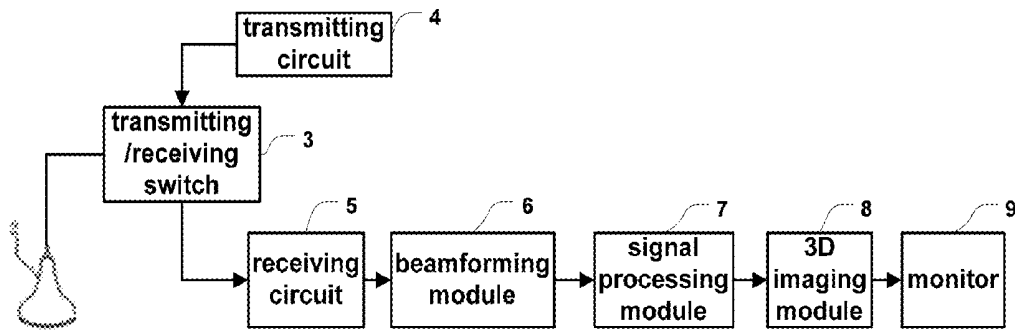 4
transmitting
circuit
transmitting
/receiving
switch
3
5
6
7
8
9
receiving
circuit
beamforming
module
signal
processing
module
3D
imaging
module
monitor